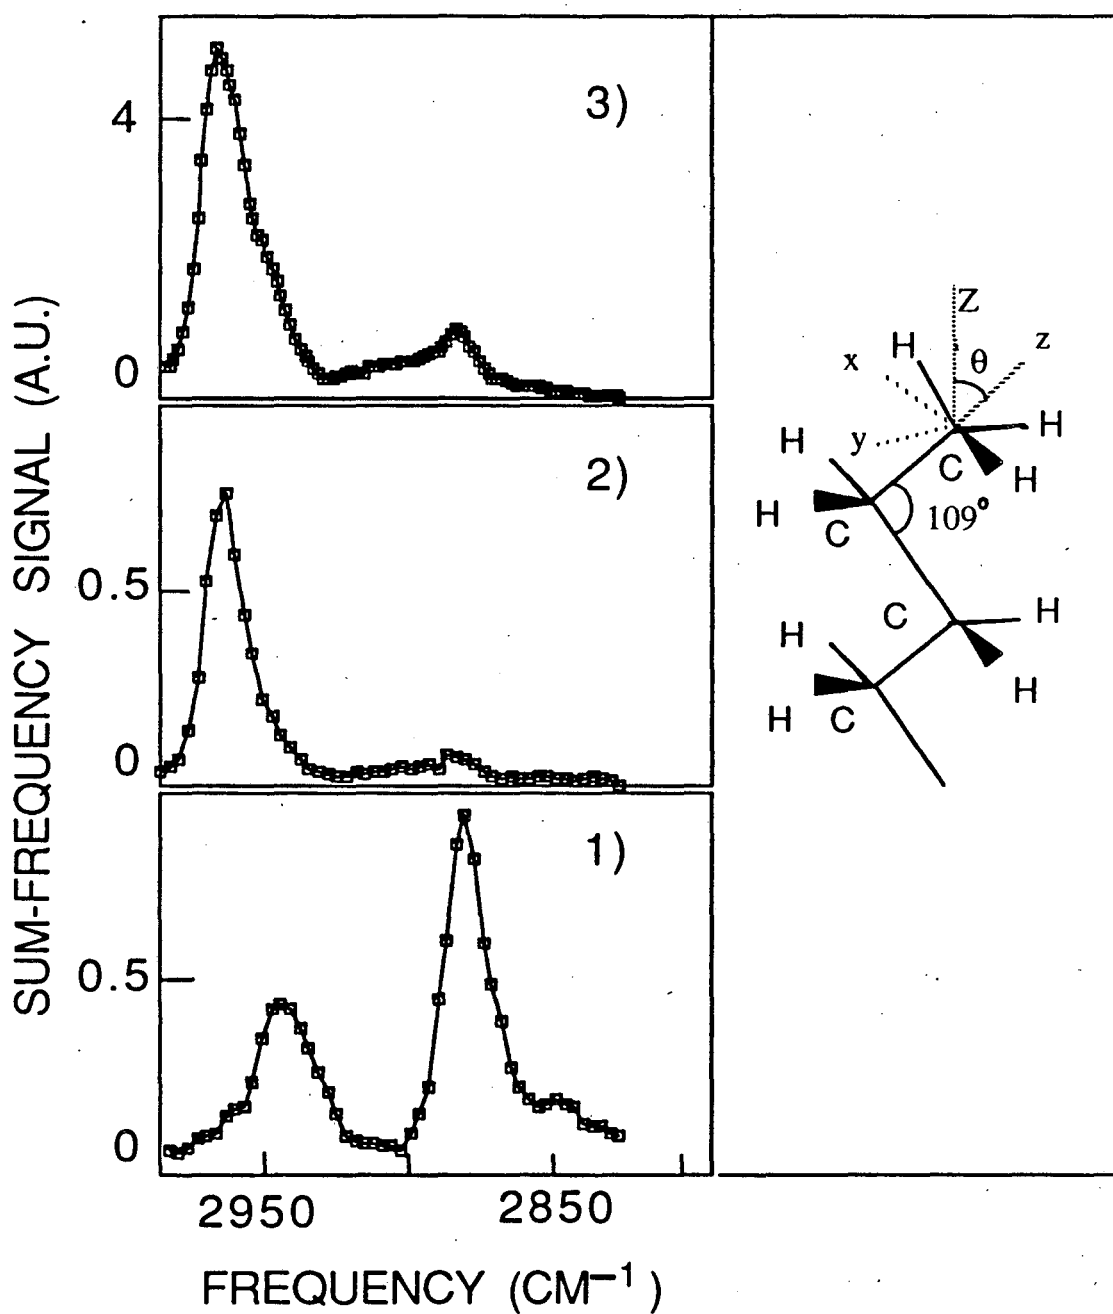 SUM-FREQUENCY SIGNAL (A.U.)
3)
4
0
2)
0.5
0
1)
0.5
0
2950
2850
FREQUENCY (CM⁻¹)
Z
H
x
θ
z
H
y
H
C
H
H
C
109°
C
H
H
H
H
C